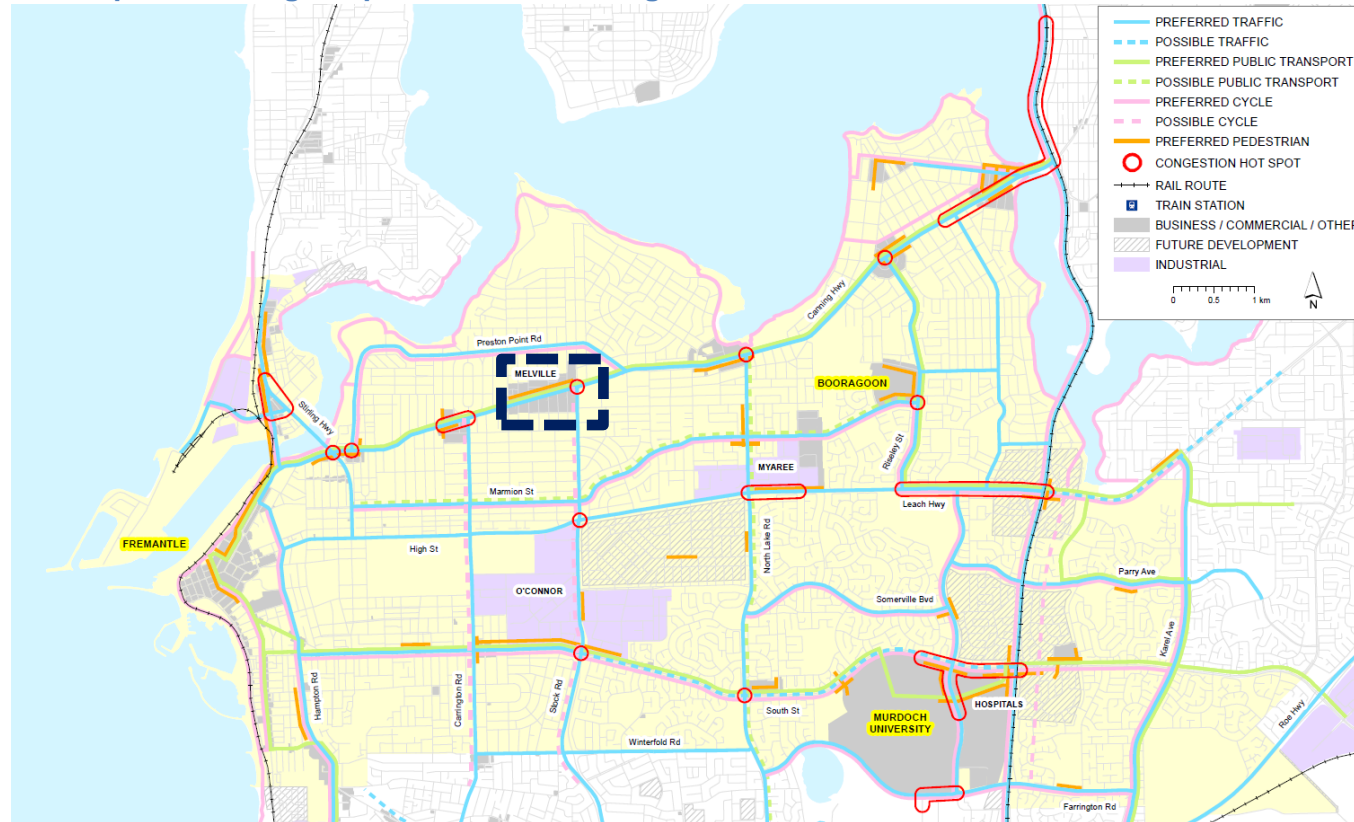 PREFERRED TRAFFIC
POSSIBLE TRAFFIC
PREFERRED PUBLIC TRANSPORT
POSSIBLE PUBLIC TRANSPORT
PREFERRED CYCLE
POSSIBLE CYCLE
PREFERRED PEDESTRIAN
CONGESTION HOT SPOT
RAIL ROUTE
TRAIN STATION
BUSINESS / COMMERCIAL / OTHER
FUTURE DEVELOPMENT
INDUSTRIAL
0 0.5 1 km
N
Canning Hwy
Preston Point Rd
MELVILLE
BOORAGOON
Stirling Hwy
Riseley St
MYAREE
Marmion St
Leach Hwy
FREMANTLE
High St
North Lake Rd
Parry Ave
O'CONNOR
Somerville Bvd
Karel Ave
Hampton Rd
Carrington Rd
Stock Rd
South St
HOSPITALS
MURDOCH
UNIVERSITY
Roe Hwy
Winterfold Rd
Farrington Rd